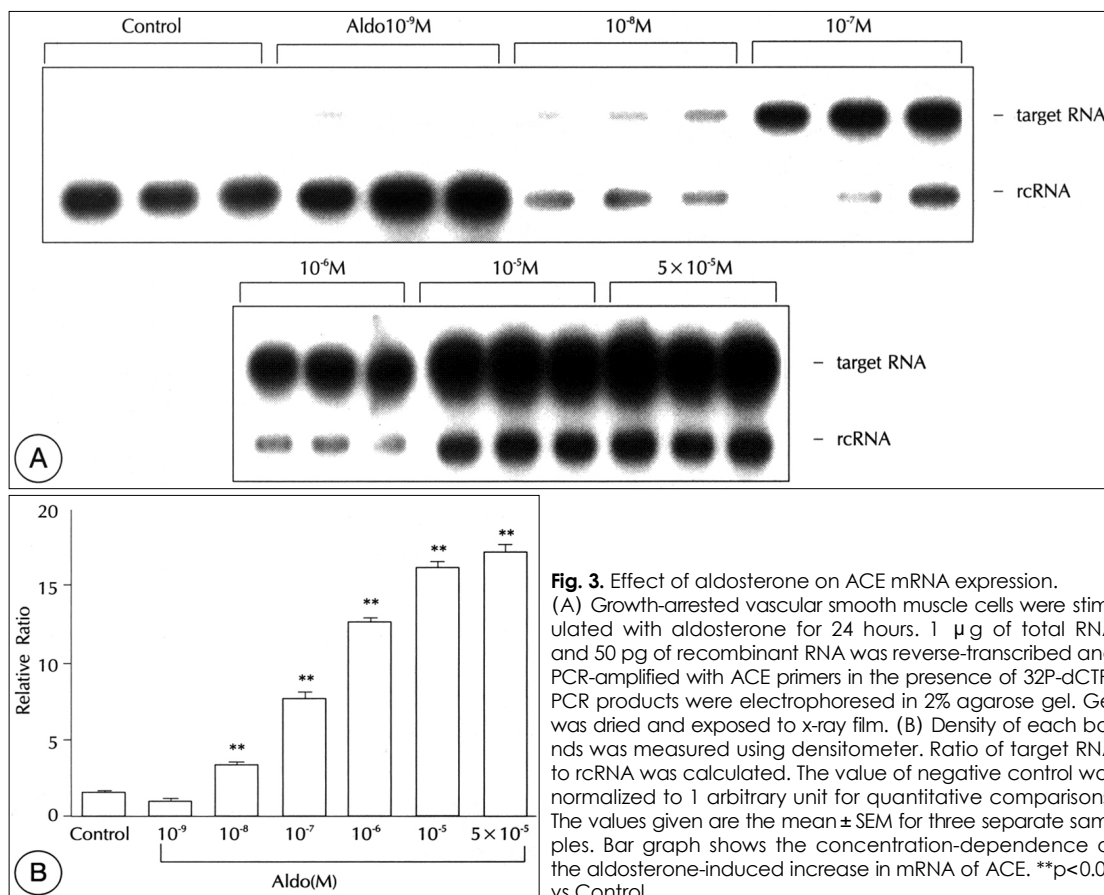 Control Aldo10⁻⁹M 10⁻⁸M 10⁻⁷M
– target RNA
– rcRNA
10⁻⁶M 10⁻⁵M 5×10⁻⁵M
– target RNA
– rcRNA
A
20
15
10
5
0
Relative Ratio
**
**
**
**
**
Control 10⁻⁹ 10⁻⁸ 10⁻⁷ 10⁻⁶ 10⁻⁵ 5×10⁻⁵
Aldo(M)
B
Fig. 3. Effect of aldosterone on ACE mRNA expression.
(A) Growth-arrested vascular smooth muscle cells were stim
ulated with aldosterone for 24 hours. 1 μg of total RNA
and 50 pg of recombinant RNA was reverse-transcribed an
PCR-amplified with ACE primers in the presence of 32P-dCTP
PCR products were electrophoresed in 2% agarose gel. Ge
was dried and exposed to x-ray film. (B) Density of each ba
nds was measured using densitometer. Ratio of target RNA
to rcRNA was calculated. The value of negative control wa
normalized to 1 arbitrary unit for quantitative comparisons
The values given are the mean ± SEM for three separate sam
ples. Bar graph shows the concentration-dependence o
the aldosterone-induced increase in mRNA of ACE. **p<0.0
vs Control